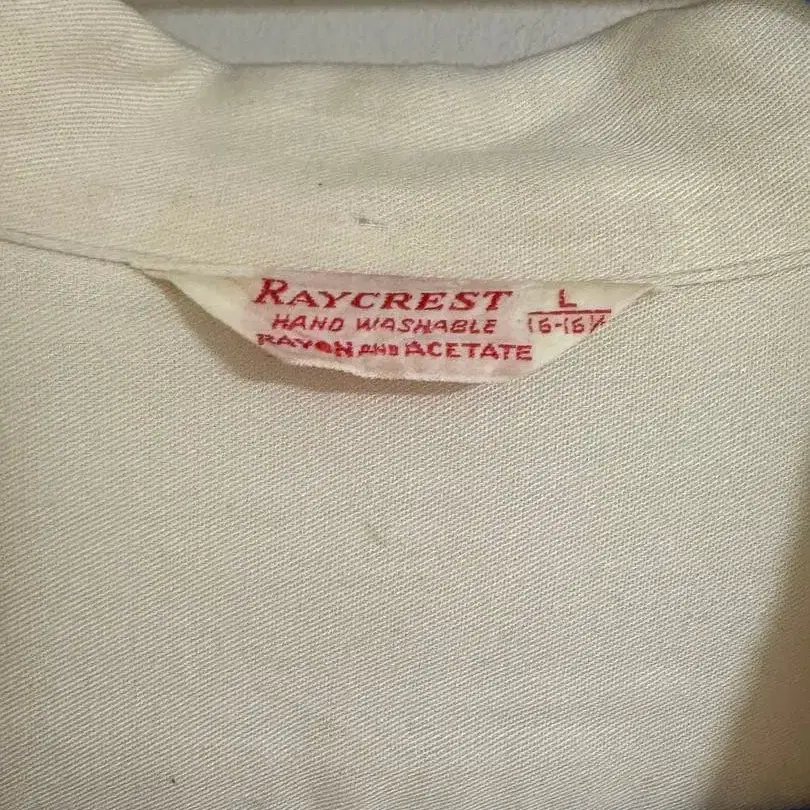 RAYCREST L
HAND WASHABLE 16-16½
RAYON AND ACETATE